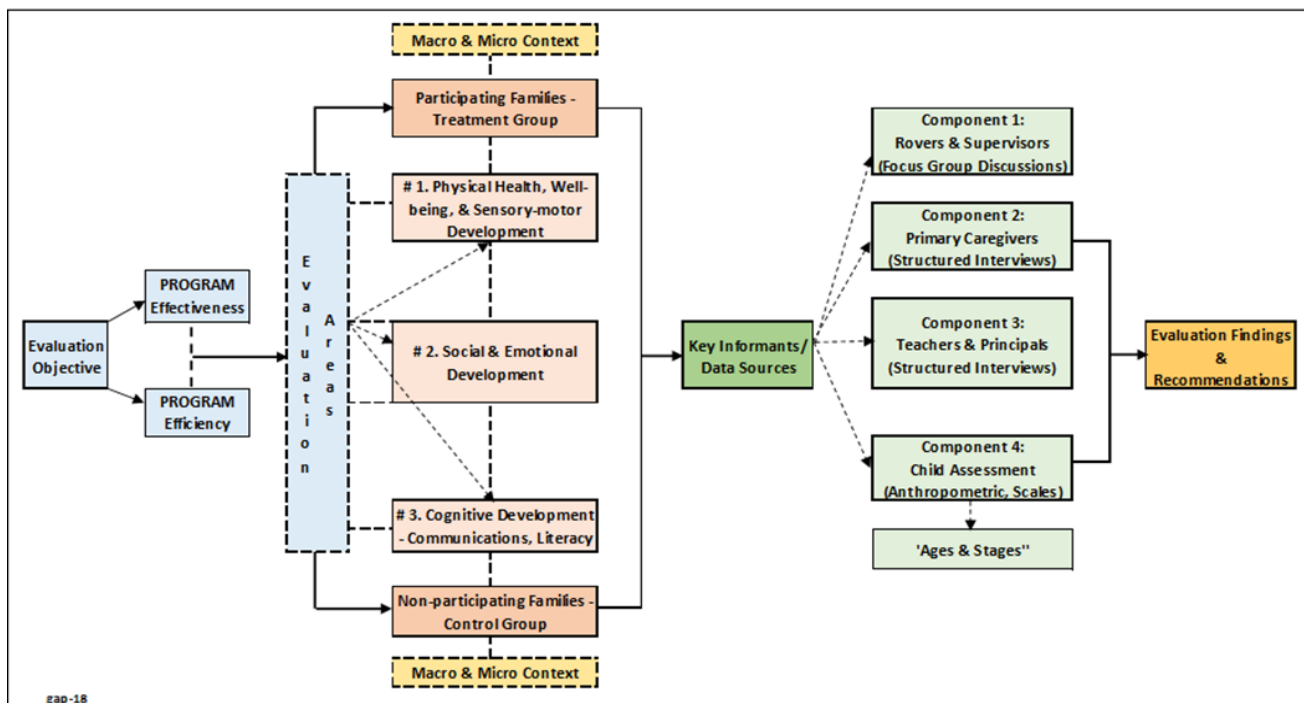 Macro & Micro Context
Participating Families -
Treatment Group
# 1. Physical Health, Well-
being, & Sensory-motor
Development
Evaluation
Areas
PROGRAM
Effectiveness
Evaluation
Objective
PROGRAM
Efficiency
# 2. Social & Emotional
Development
# 3. Cognitive Development
- Communications, Literacy
Non-participating Families -
Control Group
Macro & Micro Context
Key Informants/
Data Sources
Component 1:
Rovers & Supervisors
(Focus Group Discussions)
Component 2:
Primary Caregivers
(Structured Interviews)
Component 3:
Teachers & Principals
(Structured Interviews)
Component 4:
Child Assessment
(Anthropometric, Scales)
'Ages & Stages"
Evaluation Findings
&
Recommendations
gap-18